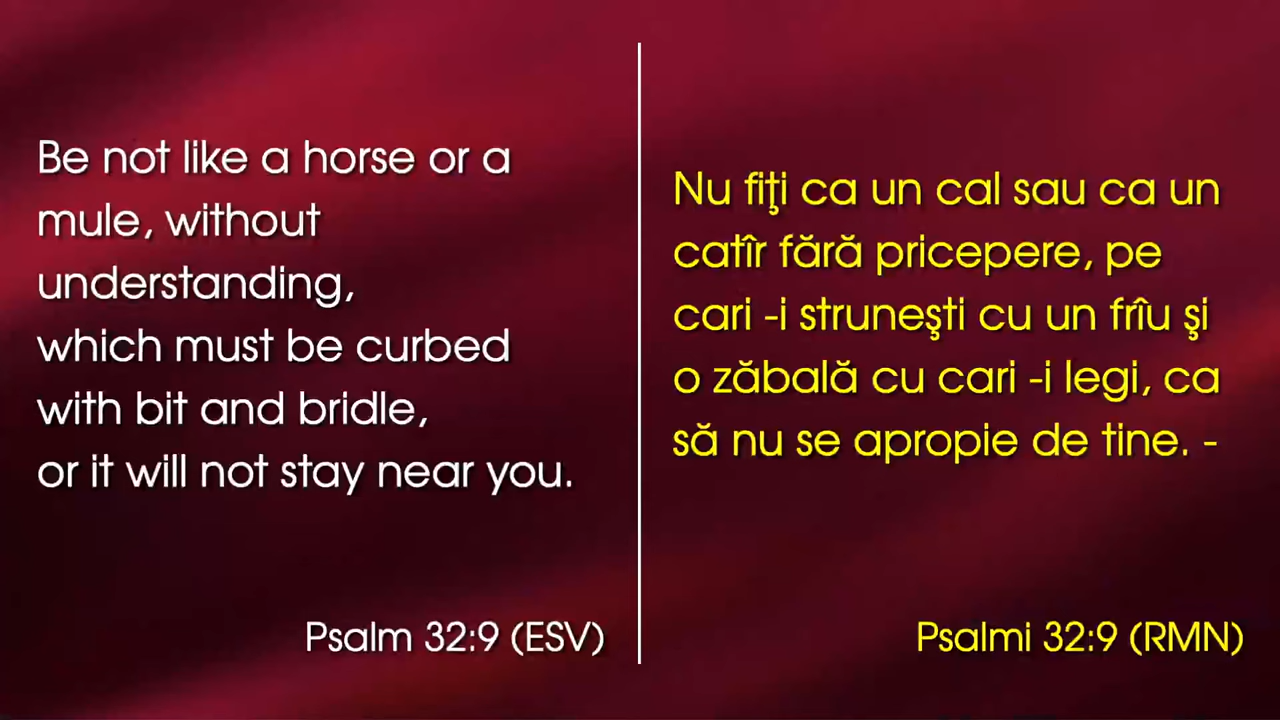 Be not like a horse or a
mule, without
understanding,
which must be curbed
with bit and bridle,
or it will not stay near you.
Psalm 32:9 (ESV)
Nu fiţi ca un cal sau ca un
catîr fără pricepere, pe
cari -i struneşti cu un frîu şi
o zăbală cu cari -i legi, ca
să nu se apropie de tine. -
Psalmi 32:9 (RMN)